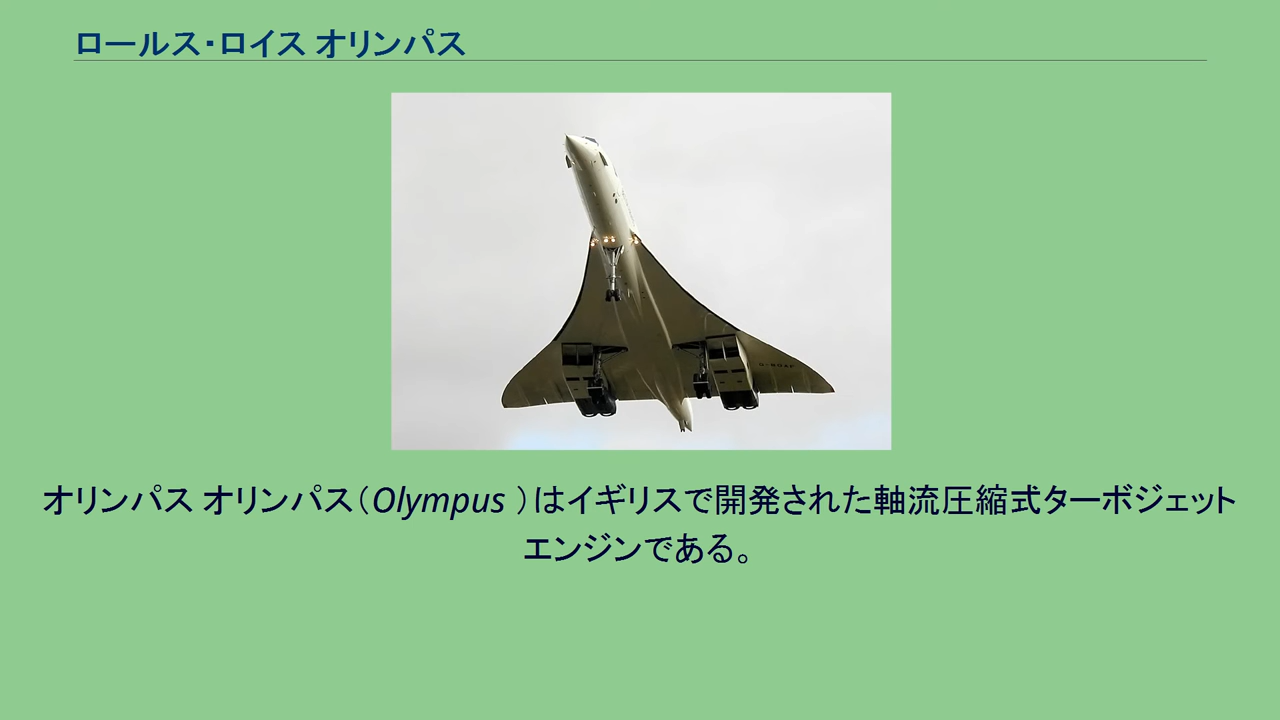 ロールス・ロイス オリンパス
オリンパス オリンパス（Olympus ）はイギリスで開発された軸流圧縮式ターボジェット
エンジンである。